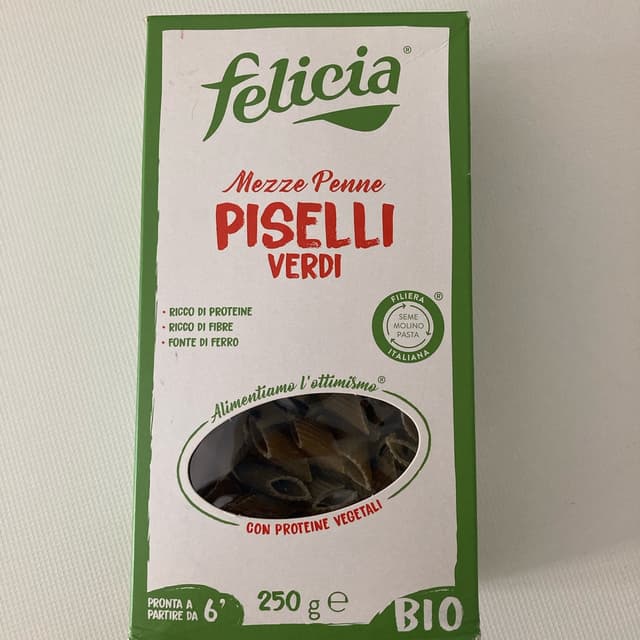 felicia®
Mezze Penne
PISELLI
VERDI
• RICCO DI PROTEINE
• RICCO DI FIBRE
• FONTE DI FERRO
FILIERA ®
SEME
MOLINO
PASTA
ITALIANA
Alimentiamo l'ottimismo®
CON PROTEINE VEGETALI
PRONTA A
PARTIRE DA 6'
250 g ℮
BIO